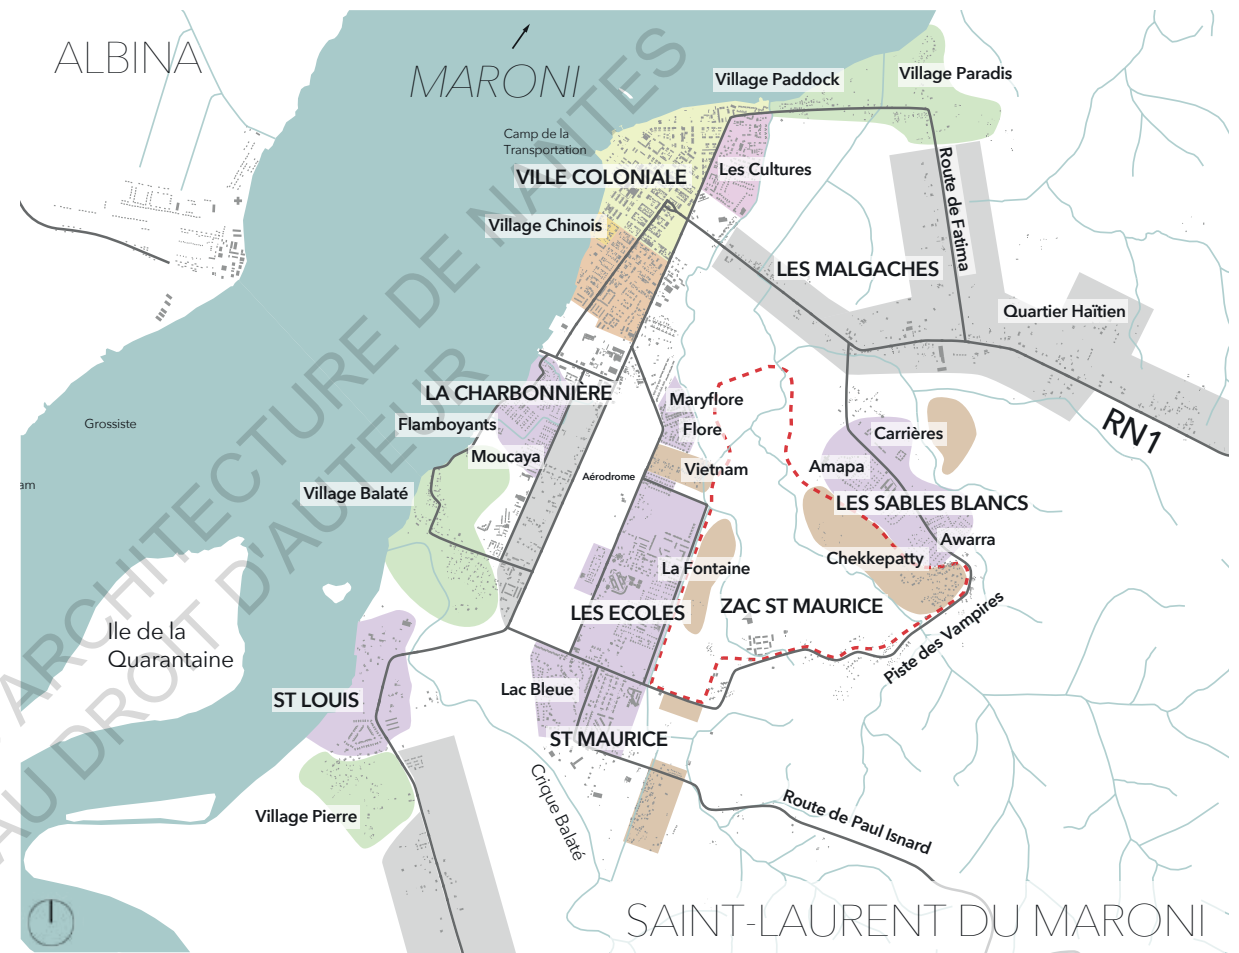 ALBINA
MARONI
Village Paddock
Village Paradis
Camp de la
Transportation
VILLE COLONIALE
Les Cultures
Route de Fatima
Village Chinois
LES MALGACHES
Quartier Haïtien
LA CHARBONNIÈRE
Maryflore
Flamboyants
Flore
Grossiste
RN1
Carrières
Moucaya
Aérodrome
Vietnam
Amapa
am
Village Balaté
LES SABLES BLANCS
Awarra
Chekkepatty
La Fontaine
LES ECOLES
ZAC ST MAURICE
Piste des Vampires
Ile de la
Quarantaine
ST LOUIS
Lac Bleue
ST MAURICE
Crique Balaté
Village Pierre
Route de Paul Isnard
SAINT-LAURENT DU MARONI
ARCHITECTURE DE NANTES
AU DROIT D'AUTEUR